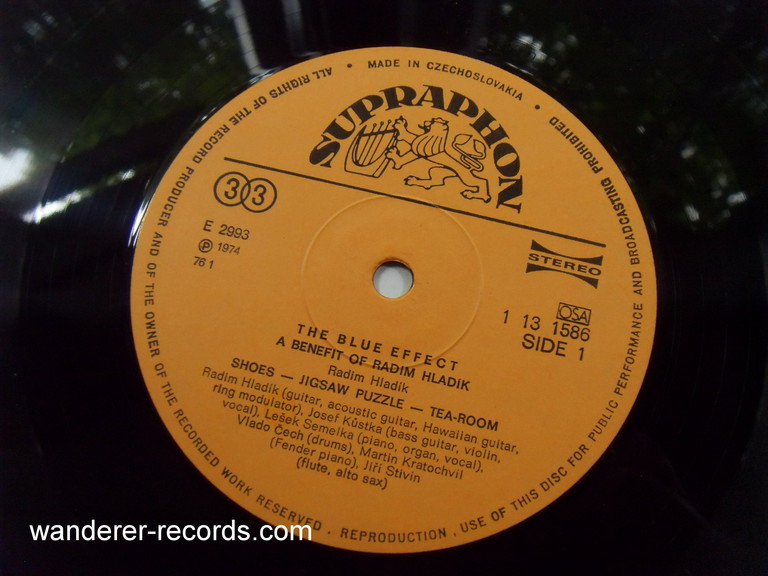 ALL RIGHTS OF THE RECORD PRODUCER AND OF THE OWNER OF THE RECORDED WORK RESERVED . REPRODUCTION . USE OF THIS DISC FOR PUBLIC PERFORMANCE AND BROADCASTING PROHIBITED • MADE IN CZECHOSLOVAKIA •
SUPRAPHON
33
E 2993
Ⓟ 1974
76 1
STEREO
OSA
1 13 1586
SIDE 1
THE BLUE EFFECT
A BENEFIT OF RADIM HLADÍK
Radim Hladík
SHOES — JIGSAW PUZZLE — TEA-ROOM
Radim Hladík (guitar, acoustic guitar, Hawaiian guitar,
ring modulator), Josef Kůstka (bass guitar, violin,
vocal), Lešek Semelka (piano, organ, vocal),
Vlado Čech (drums), Martin Kratochvíl
(Fender piano), Jiří Stivín
(flute, alto sax)
wanderer-records.com